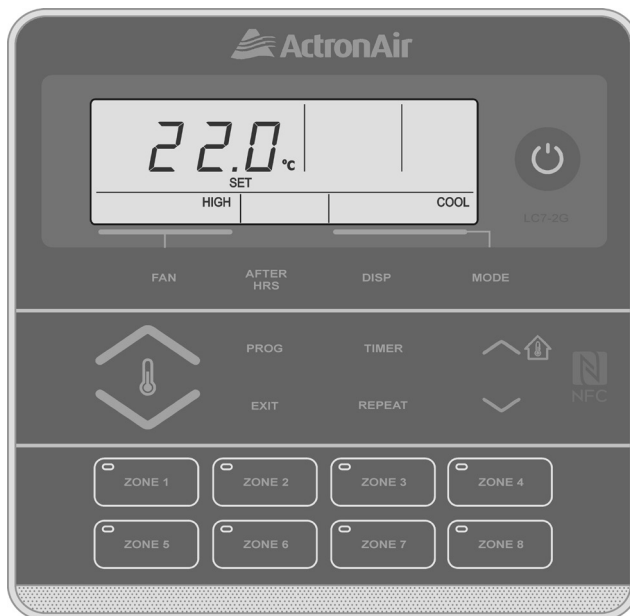 ActronAir
22.0 °C
SET
HIGH
COOL
LC7-2G
FAN
AFTER HRS
DISP
MODE
PROG
TIMER
EXIT
REPEAT
NFC
ZONE 1
ZONE 2
ZONE 3
ZONE 4
ZONE 5
ZONE 6
ZONE 7
ZONE 8